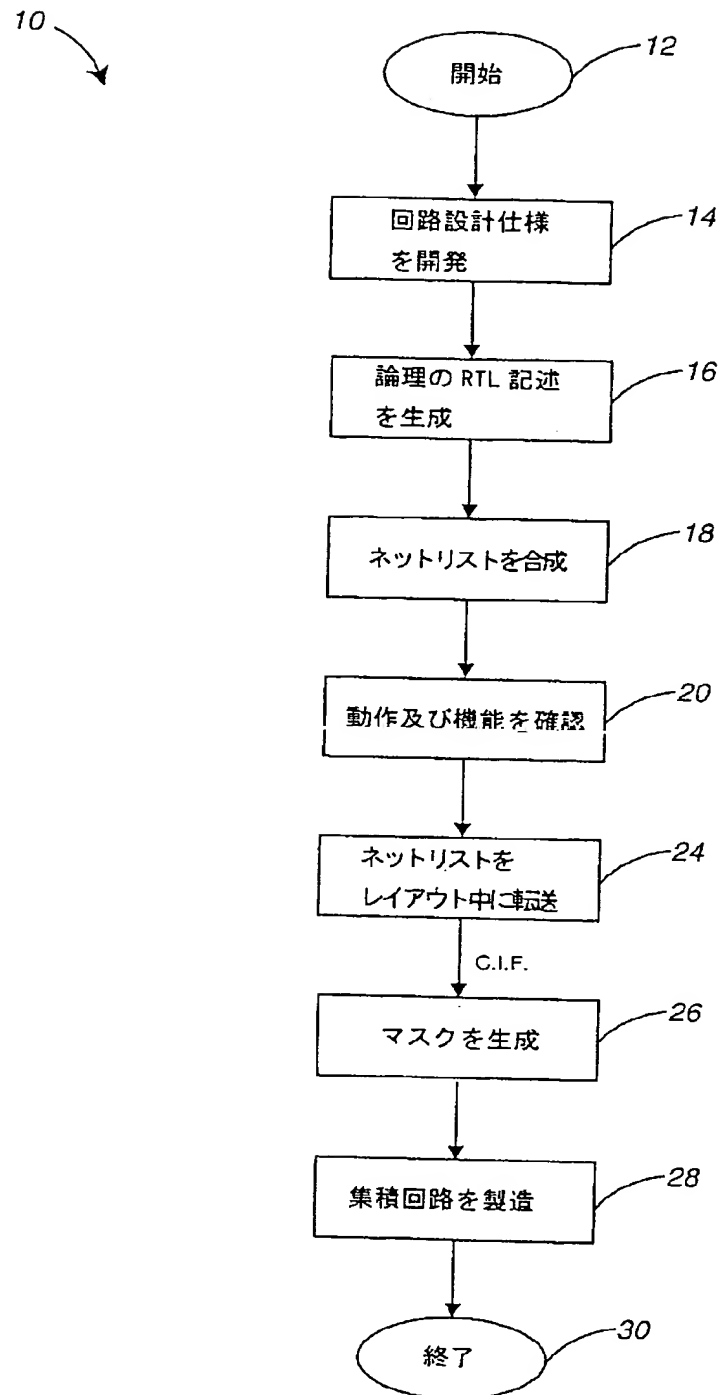 10
開始
12
回路設計仕様
を開発
14
論理の RTL 記述
を生成
16
ネットリストを合成
18
動作及び機能を確認
20
ネットリストを
レイアウト中に転送
24
C.I.F.
マスクを生成
26
集積回路を製造
28
終了
30